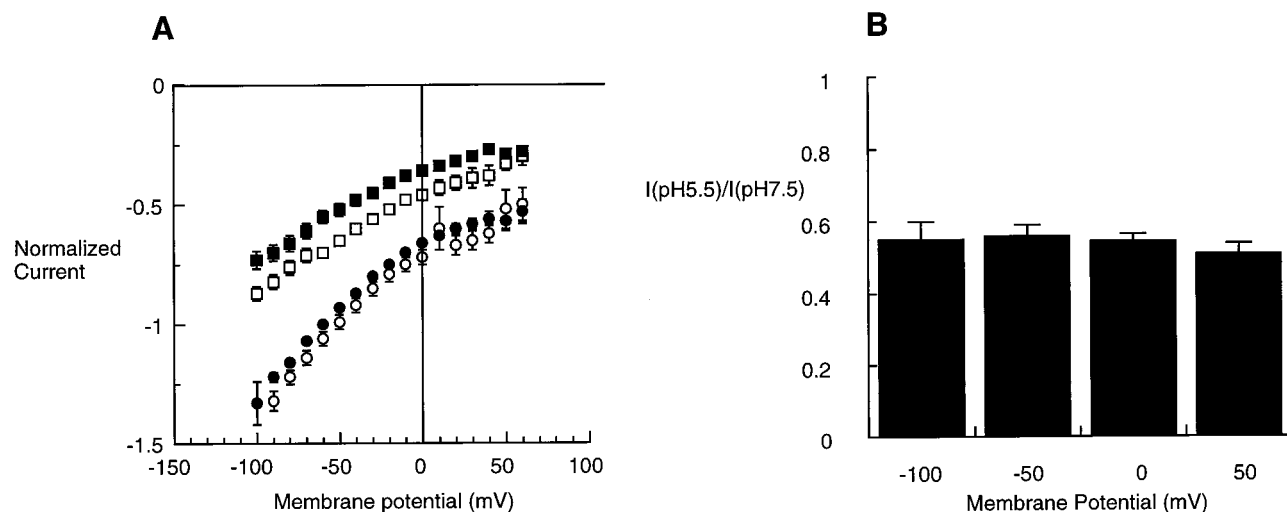 A
0
-0.5
-1
-1.5
Normalized
Current
-150
-100
-50
0
50
100
Membrane potential (mV)
B
1
0.8
0.6
0.4
0.2
0
I(pH5.5)/I(pH7.5)
-100
-50
0
50
Membrane Potential (mV)